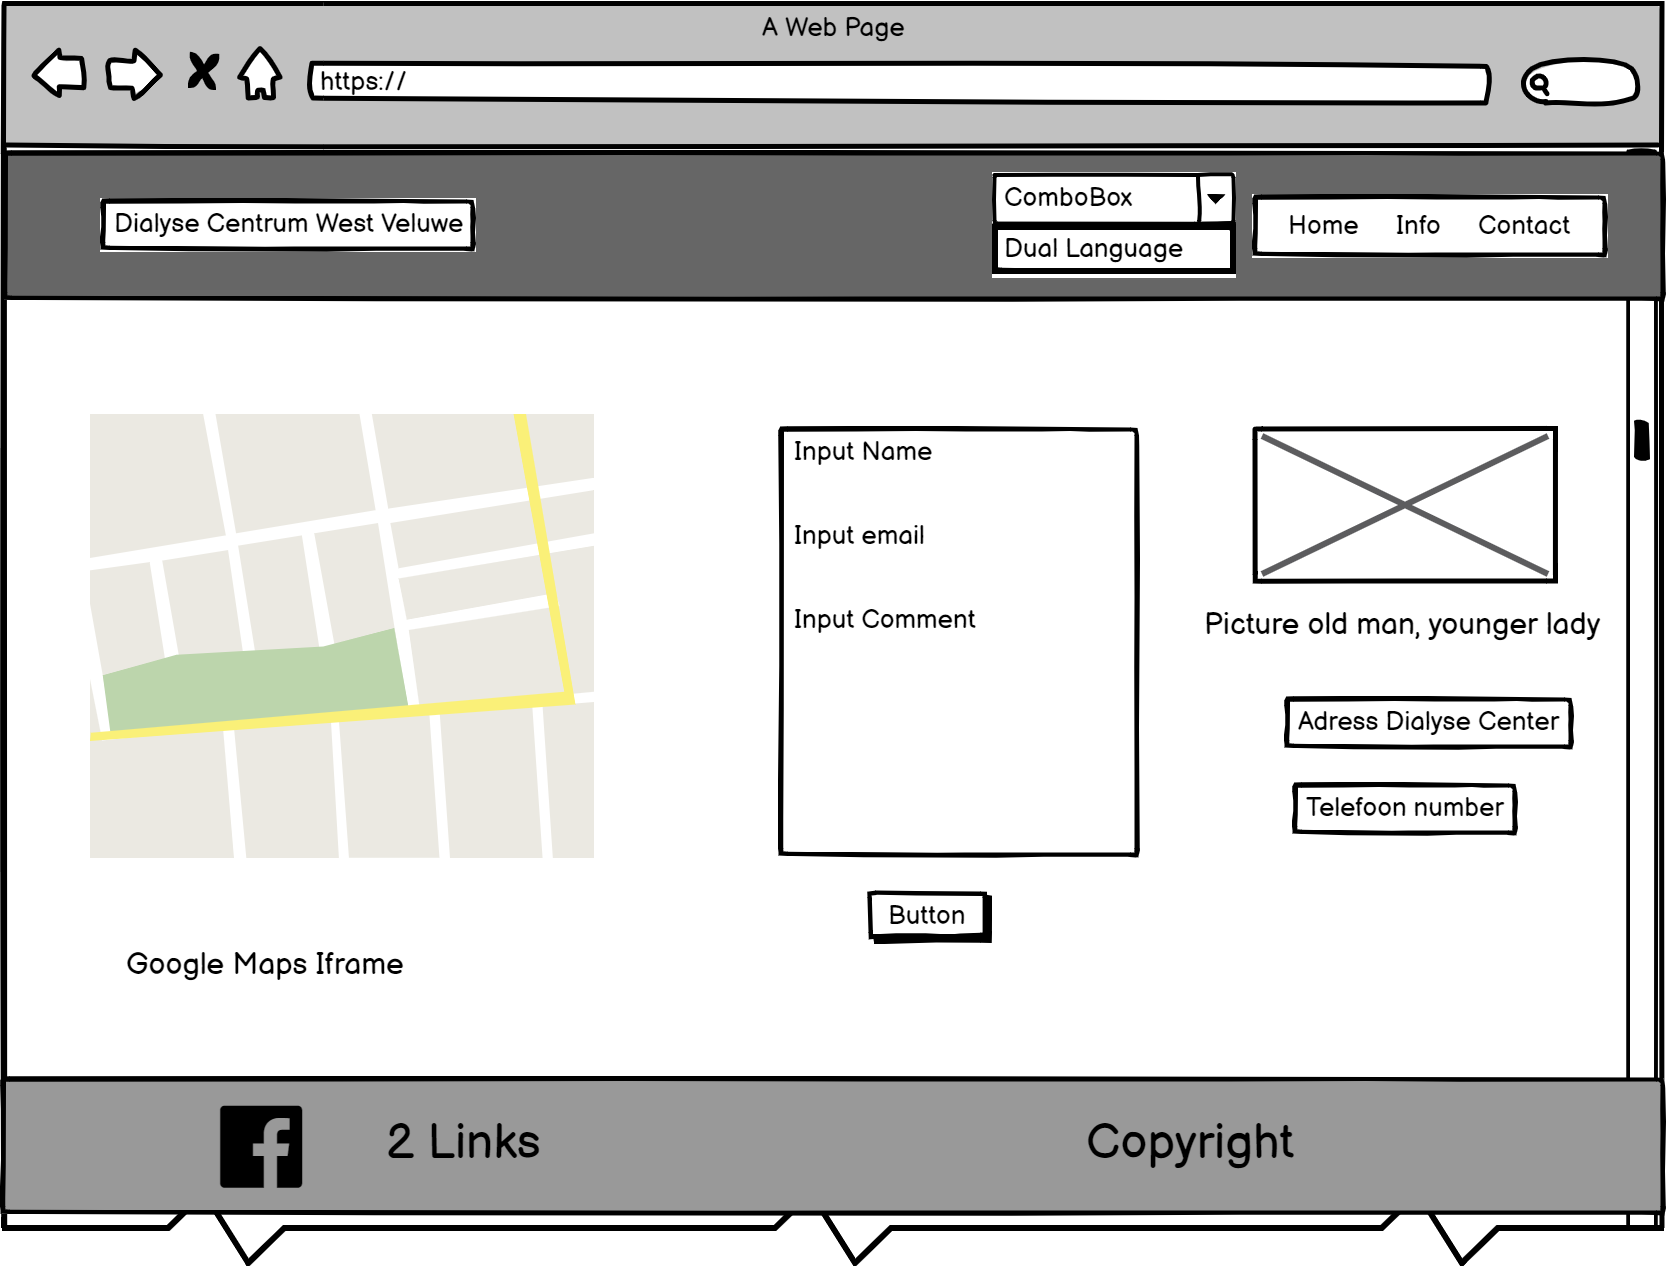 A Web Page
https://
Dialyse Centrum West Veluwe
ComboBox
Dual Language
Home Info Contact
Input Name
Input email
Input Comment
Button
Google Maps Iframe
Picture old man, younger lady
Adress Dialyse Center
Telefoon number
2 Links
Copyright